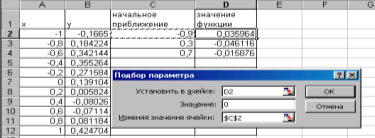 A B C D E F G
1 x y начальное приближение значение функции
2 -1 -0,1665 -0,9 0,035964
3 -0,8 0,184224 0,3 -0,046116
4 -0,6 0,342144 0,7 -0,015876
5 -0,4 0,355264
6 -0,2 0,271584
7 0 0,139104
8 0,2 0,005824
9 0,4 -0,08026
10 0,6 -0,07114
11 0,8 0,081184
12 1 0,424704
Подбор параметра
Установить в ячейке: D2
Значение: 0
Изменяя значение ячейки: $C$2
OK
Отмена